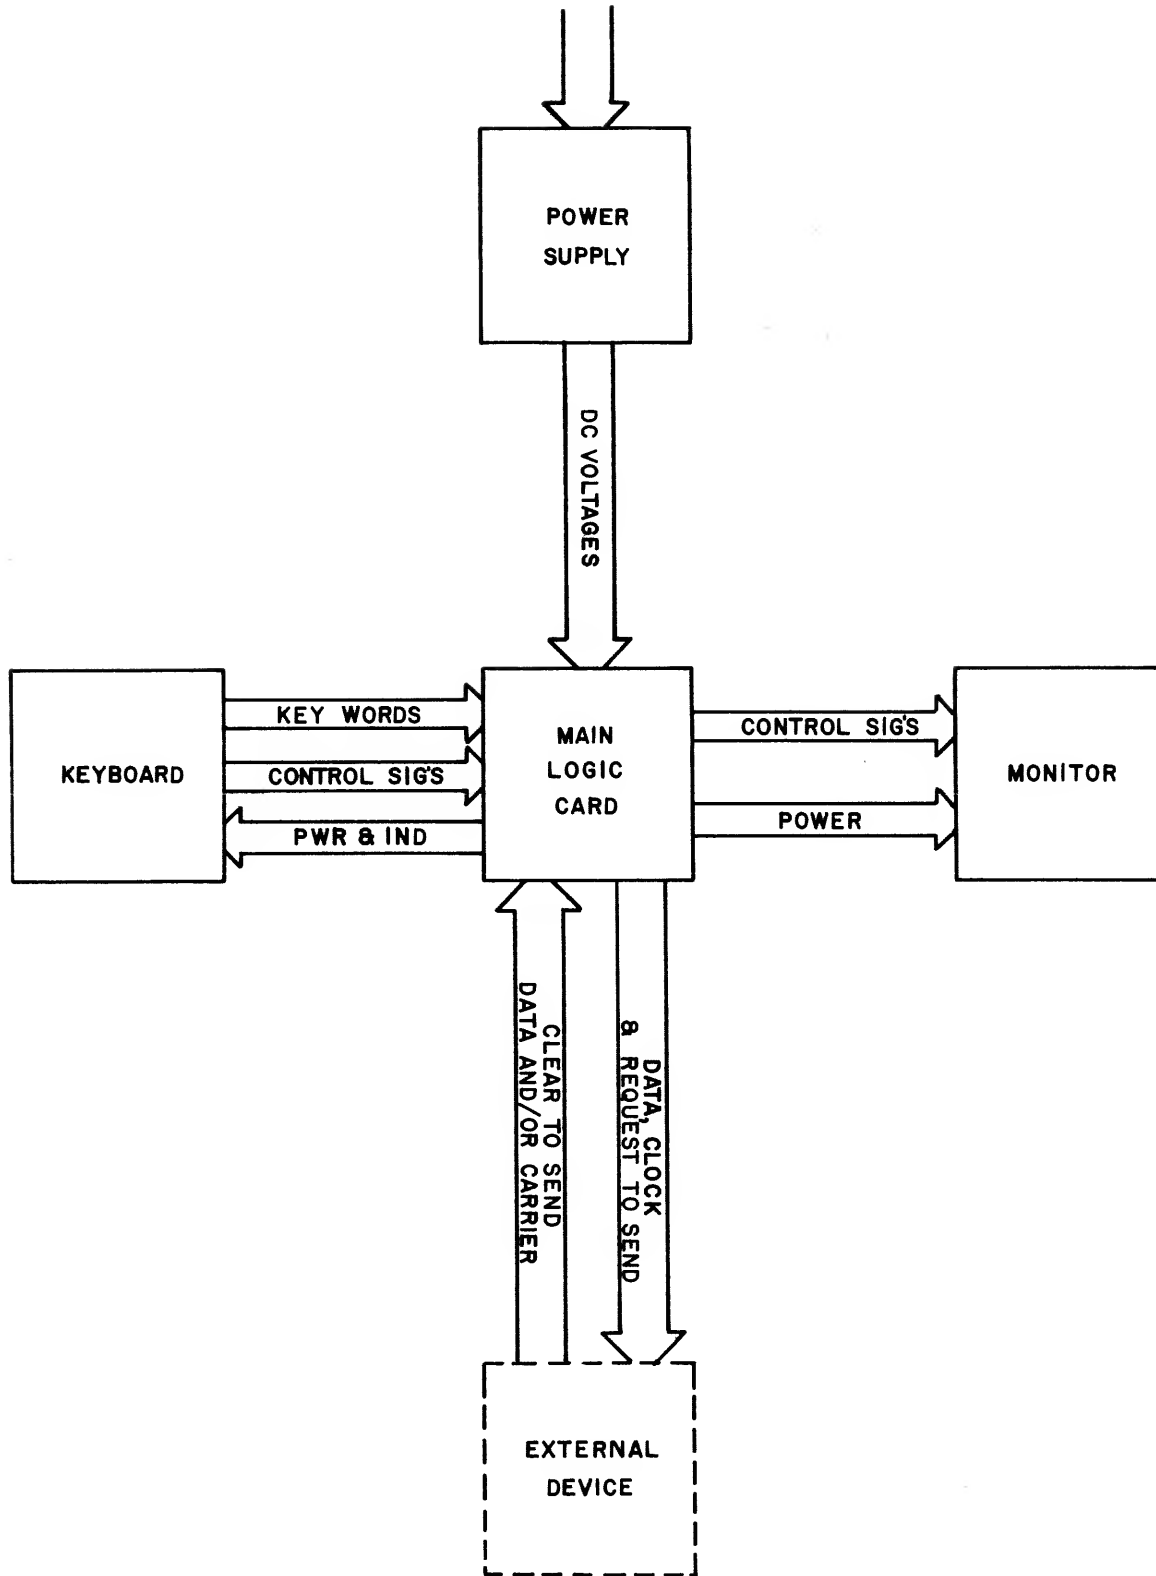 POWER
SUPPLY
DC VOLTAGES
KEYBOARD
KEY WORDS
CONTROL SIG'S
PWR & IND
MAIN
LOGIC
CARD
CONTROL SIG'S
POWER
MONITOR
CLEAR TO SEND
DATA AND/OR CARRIER
DATA, CLOCK
& REQUEST TO SEND
EXTERNAL
DEVICE